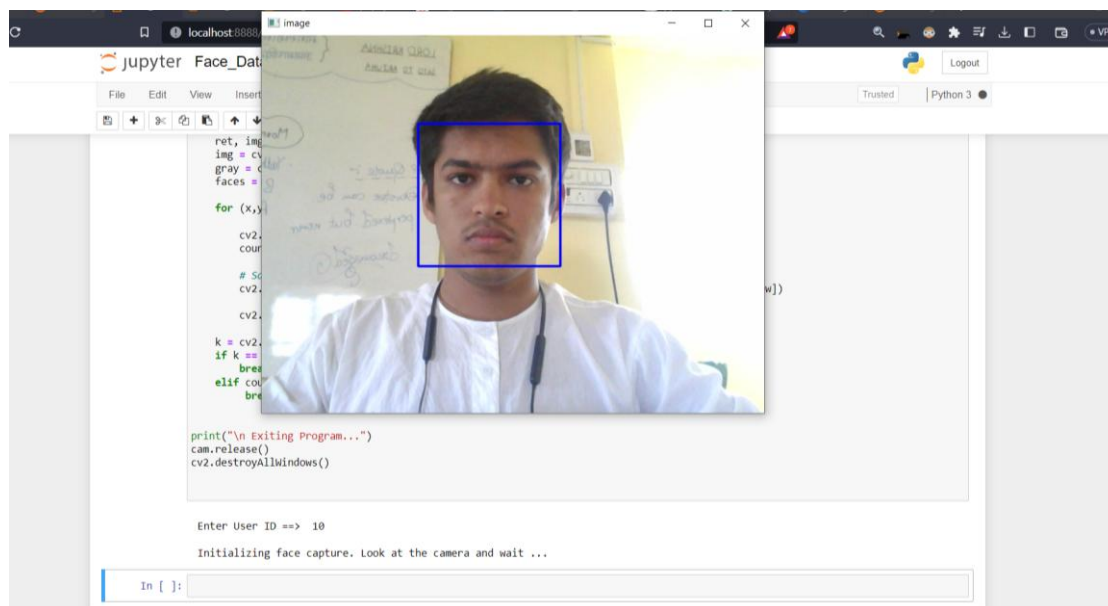 image
localhost:8888/
VP
jupyter Face_Data
Logout
File Edit View Insert
Trusted
Python 3
ret, img
img = cv
gray = c
faces =
for (x,y
cv2.
coun
# Sa
cv2.
w])
cv2.
k = cv2.
if k ==
brea
elif cou
bre
print("\n Exiting Program...")
cam.release()
cv2.destroyAllWindows()
Enter User ID ==> 10
Initializing face capture. Look at the camera and wait ...
In [ ]: